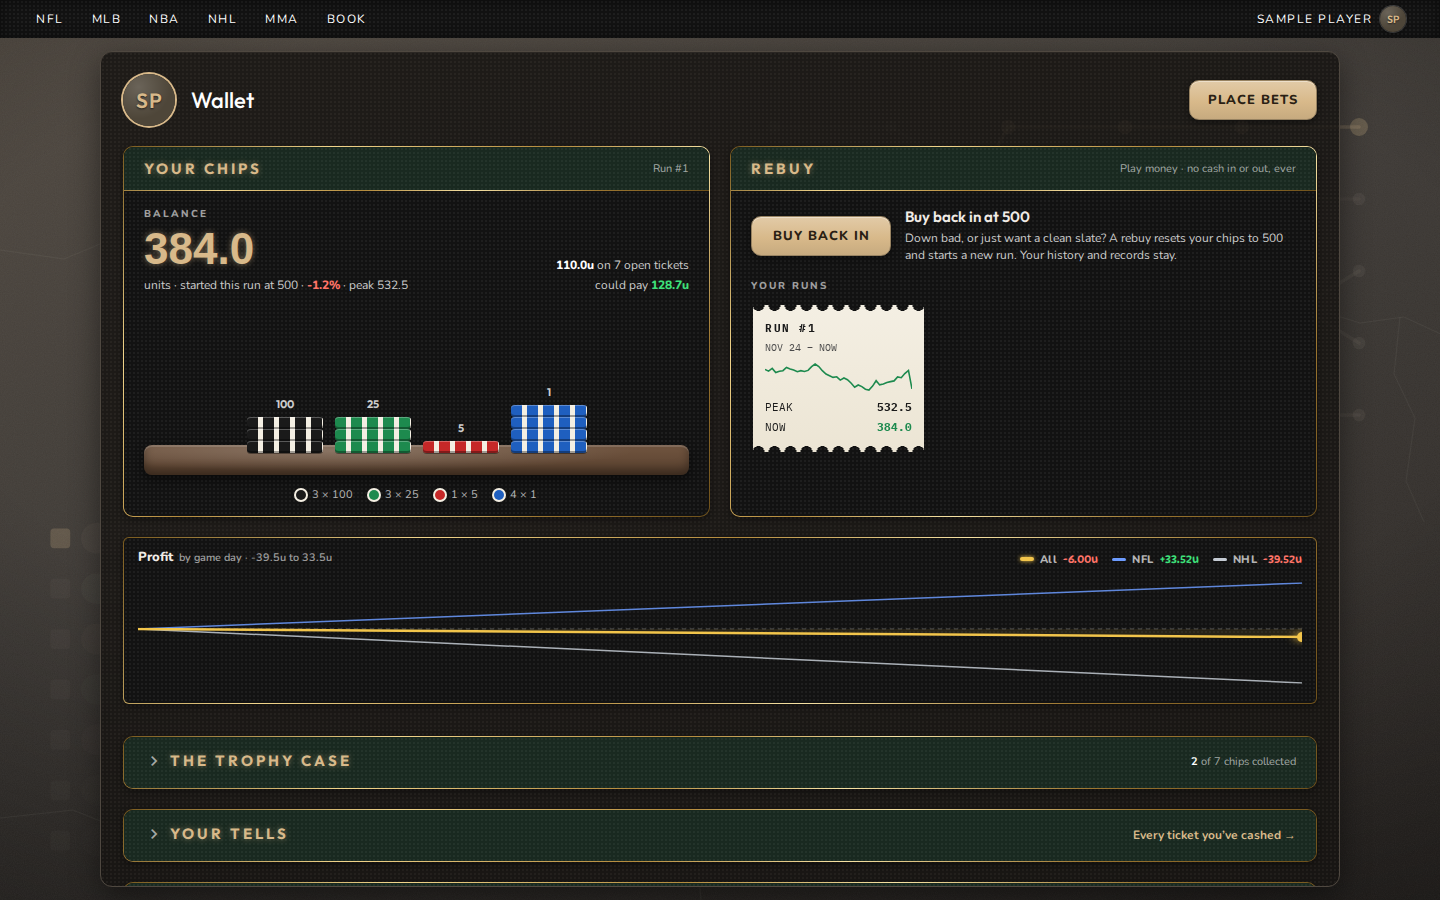 NFL MLB NBA NHL MMA BOOK SAMPLE PLAYER SP
SP Wallet PLACE BETS
YOUR CHIPS Run #1
BALANCE
384.0
110.0u on 7 open tickets
units · started this run at 500 · -1.2% · peak 532.5 could pay 128.7u
100 25 5 1
3 × 100 3 × 25 1 × 5 4 × 1
REBUY Play money · no cash in or out, ever
BUY BACK IN
Buy back in at 500
Down bad, or just want a clean slate? A rebuy resets your chips to 500
and starts a new run. Your history and records stay.
YOUR RUNS
RUN #1
NOV 24 – NOW
PEAK 532.5
NOW 384.0
Profit by game day · -39.5u to 33.5u All -6.00u NFL +33.52u NHL -39.52u
THE TROPHY CASE 2 of 7 chips collected
YOUR TELLS Every ticket you've cashed →